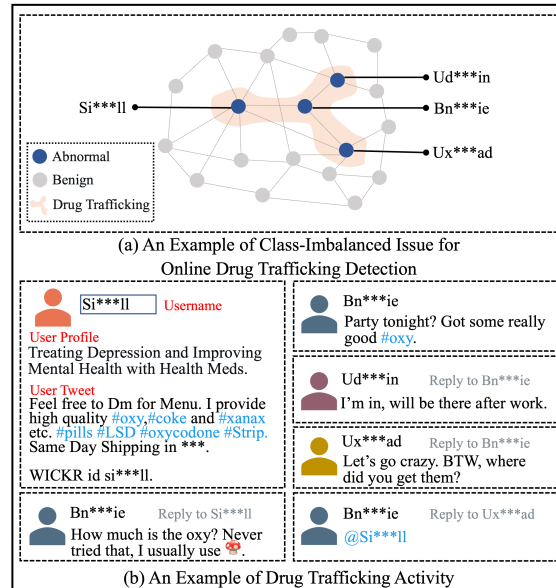 Ud***in
Si***ll
Bn***ie
Ux***ad
Abnormal
Benign
Drug Trafficking
(a) An Example of Class-Imbalanced Issue for
Online Drug Trafficking Detection
Si***ll Username
User Profile
Treating Depression and Improving
Mental Health with Health Meds.
User Tweet
Feel free to Dm for Menu. I provide
high quality #oxy,#coke and #xanax
etc. #pills #LSD #oxycodone #Strip.
Same Day Shipping in ***.
WICKR id si***ll.
Bn***ie Reply to Si***ll
How much is the oxy? Never
tried that, I usually use 🍄.
Bn***ie
Party tonight? Got some really
good #oxy.
Ud***in Reply to Bn***ie
I'm in, will be there after work.
Ux***ad Reply to Bn***ie
Let's go crazy. BTW, where
did you get them?
Bn***ie Reply to Ux***ad
@Si***ll
(b) An Example of Drug Trafficking Activity